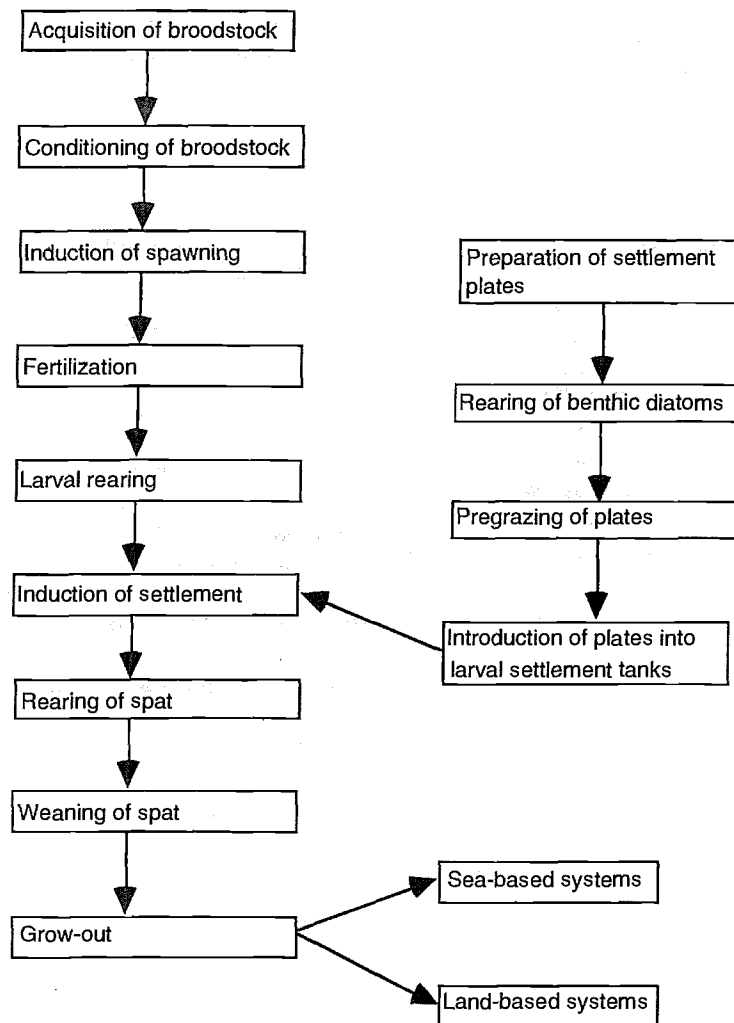 Acquisition of broodstock
Conditioning of broodstock
Induction of spawning
Fertilization
Larval rearing
Induction of settlement
Rearing of spat
Weaning of spat
Grow-out
Preparation of settlement
plates
Rearing of benthic diatoms
Pregrazing of plates
Introduction of plates into
larval settlement tanks
Sea-based systems
Land-based systems